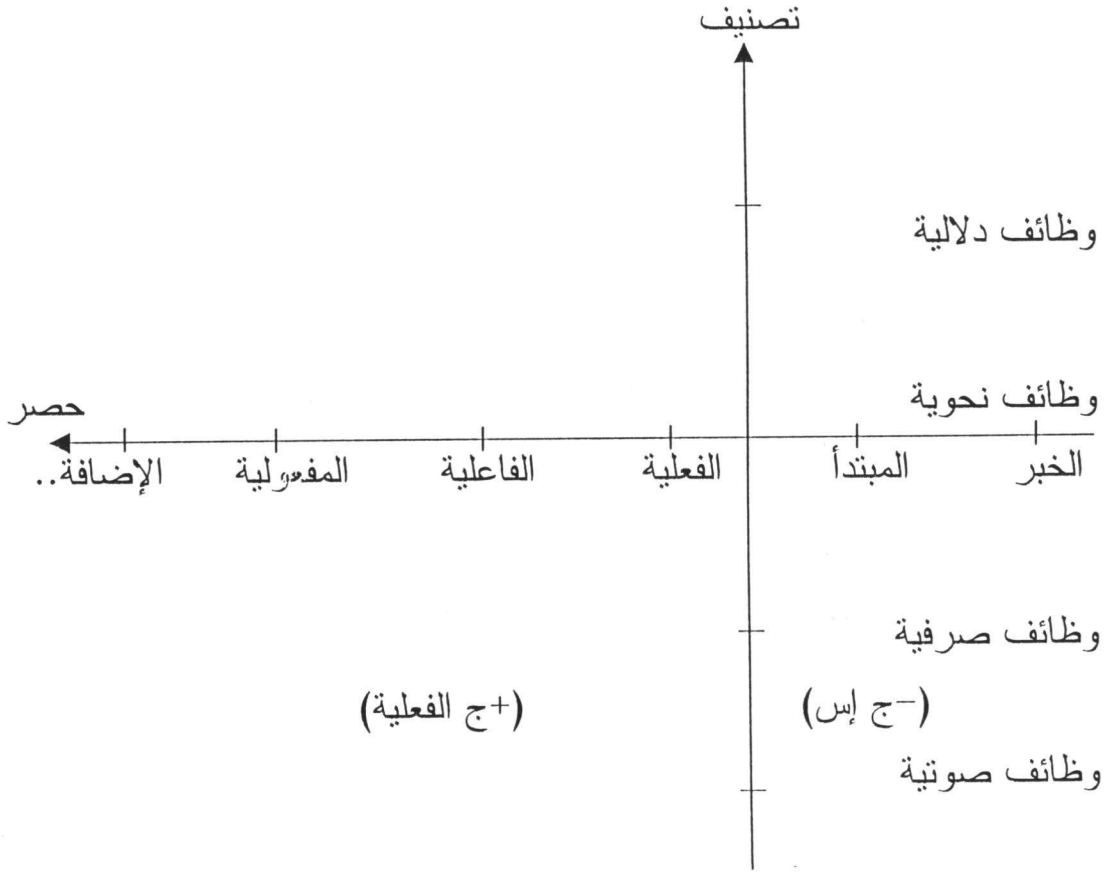 تصنيف
وظائف دلالية
وظائف نحوية
حصر
الخبر
المبتدأ
الفعلية
الفاعلية
المفعولية
الإضافة..
وظائف صرفية
(-ج إس)
(+ج الفعلية)
وظائف صوتية